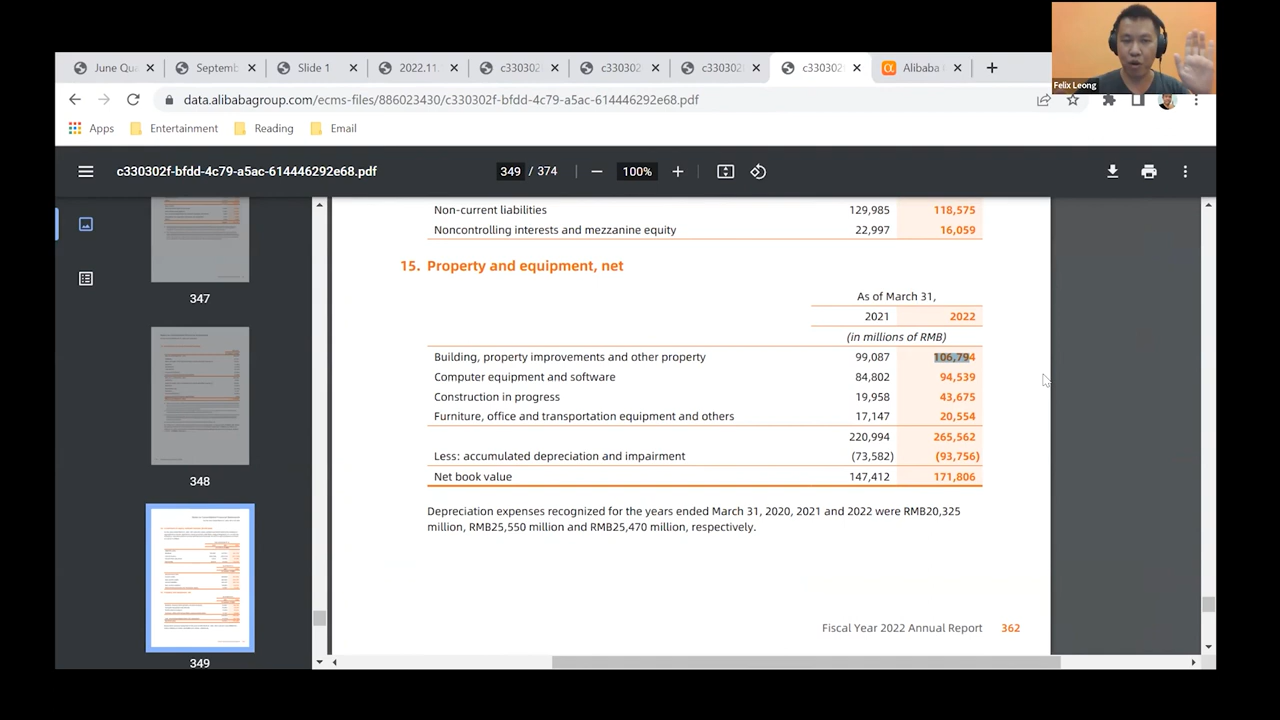 Felix Leong
June Qua
Septemb
Slide 1
2022.11
c330302
c330302
c330302
c330302
Alibaba
data.alibabagroup.com/ecms-files/886023430/c330302f-bfdd-4c79-a5ac-614446292e68.pdf
Apps Entertainment Reading Email
c330302f-bfdd-4c79-a5ac-614446292e68.pdf 349 / 374 100%
347
348
349
Non-current liabilities 129,985 118,575
Noncontrolling interests and mezzanine equity 22,997 16,059
15. Property and equipment, net
As of March 31,
2021 2022
(in millions of RMB)
Building, property improvements and other property 99,087 106,794
Computer equipment and software 84,802 94,539
Construction in progress 19,958 43,675
Furniture, office and transportation equipment and others 17,147 20,554
220,994 265,562
Less: accumulated depreciation and impairment (73,582) (93,756)
Net book value 147,412 171,806
Depreciation expenses recognized for the years ended March 31, 2020, 2021 and 2022 were RMB20,325
million, RMB25,550 million and RMB25,470 million, respectively.
Fiscal Year 2022 Annual Report 362